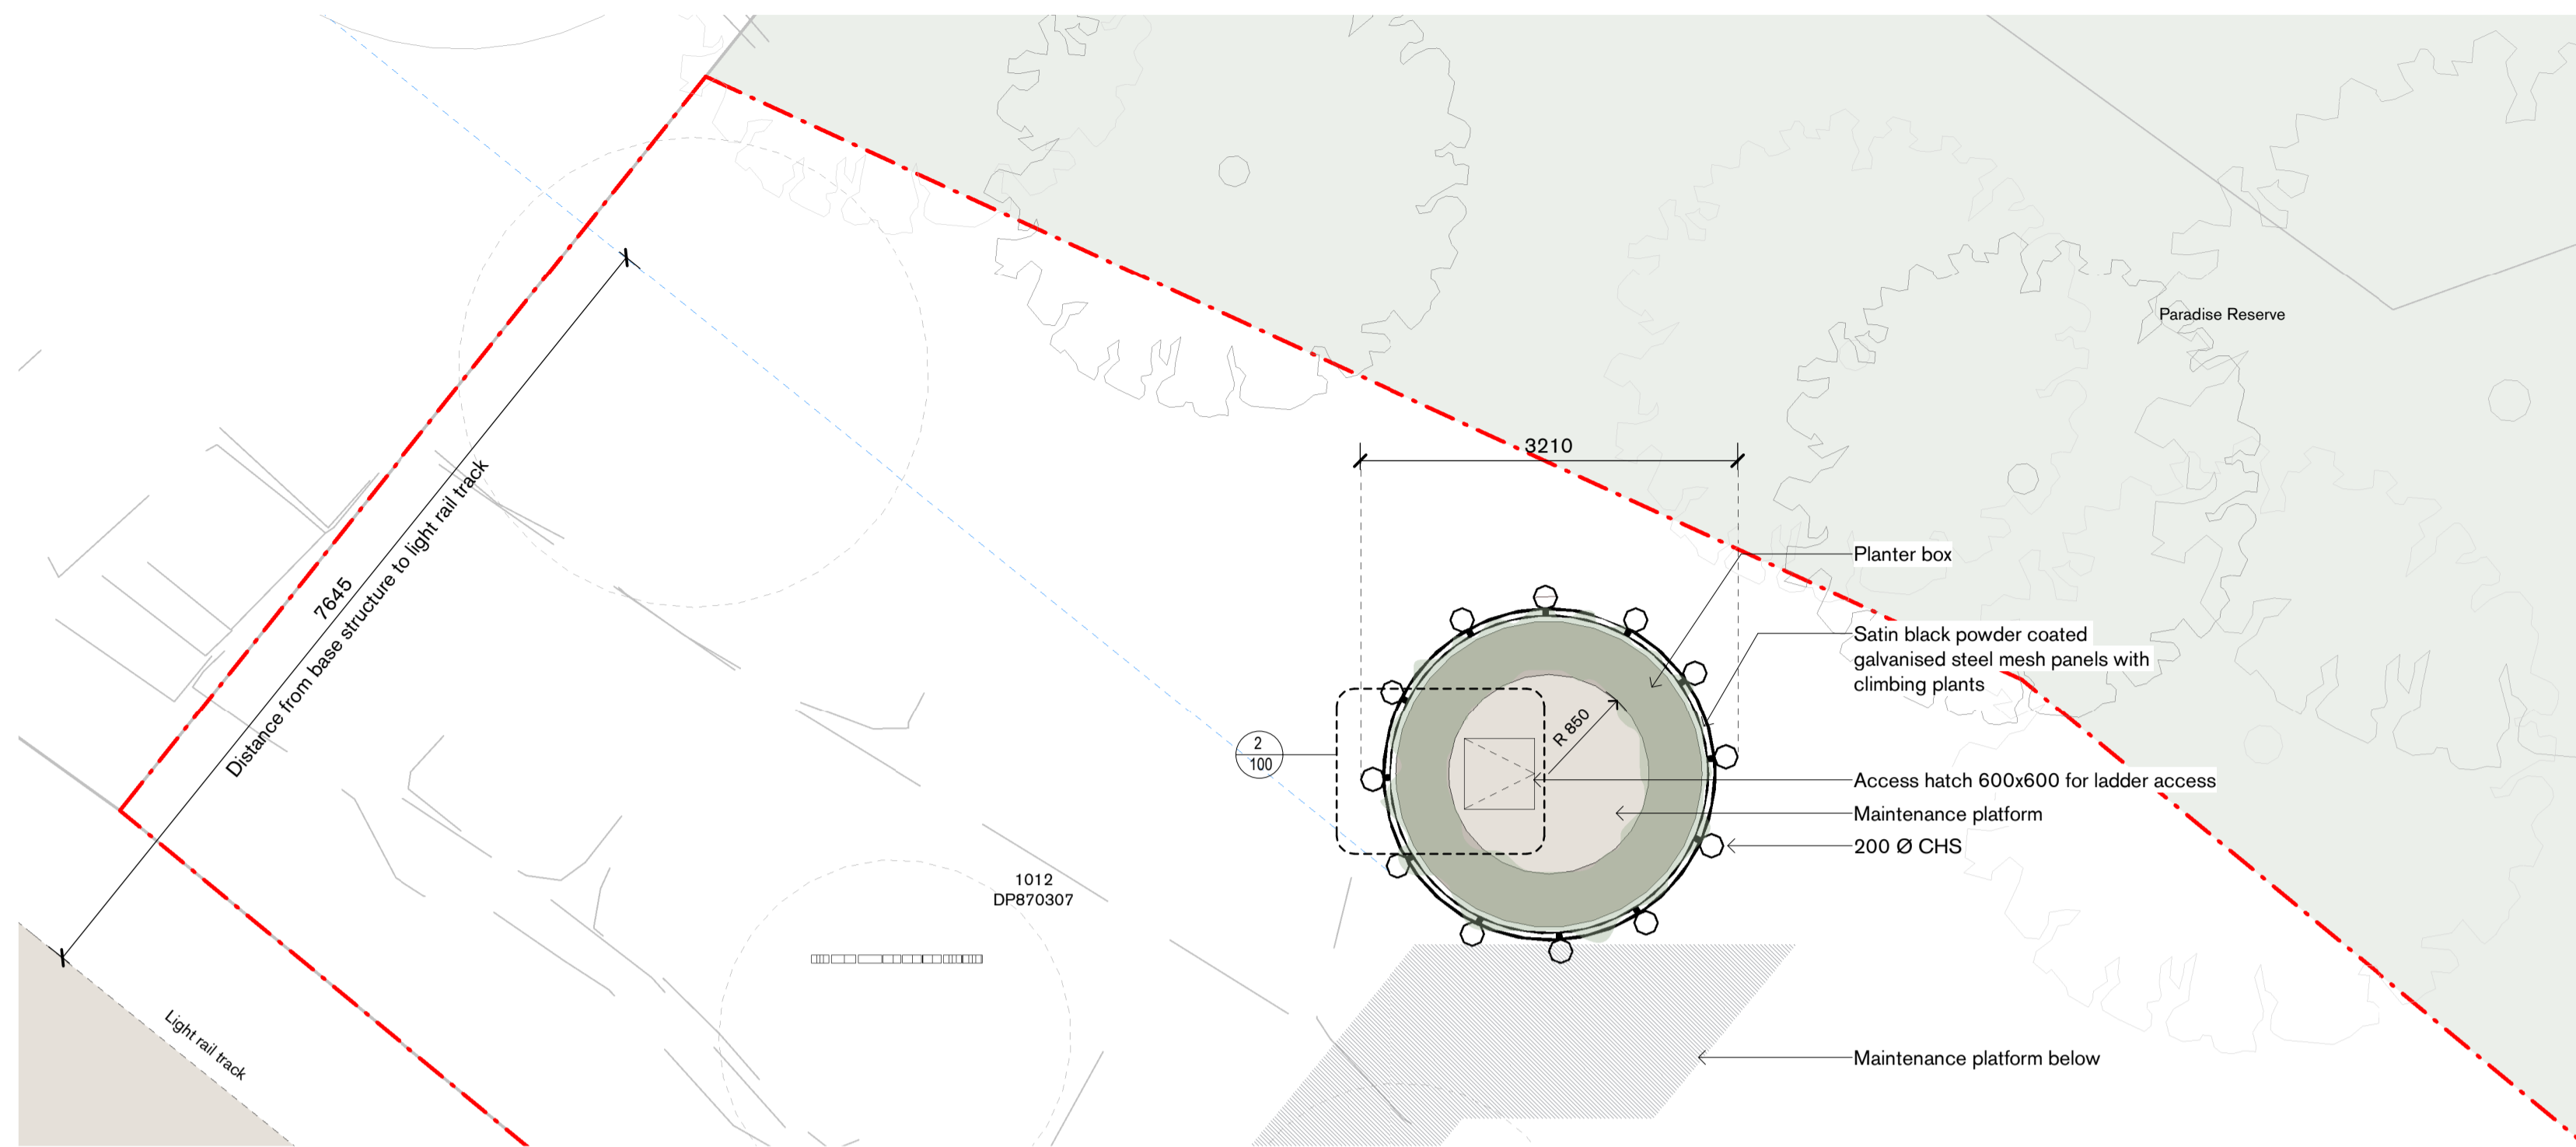 Paradise Reserve
3210
Planter box
Satin black powder coated
galvanised steel mesh panels with
climbing plants
7645
Distance from base structure to light rail track
R 850
2
100
Access hatch 600x600 for ladder access
Maintenance platform
200 Ø CHS
1012
DP870307
Light rail track
Maintenance platform below